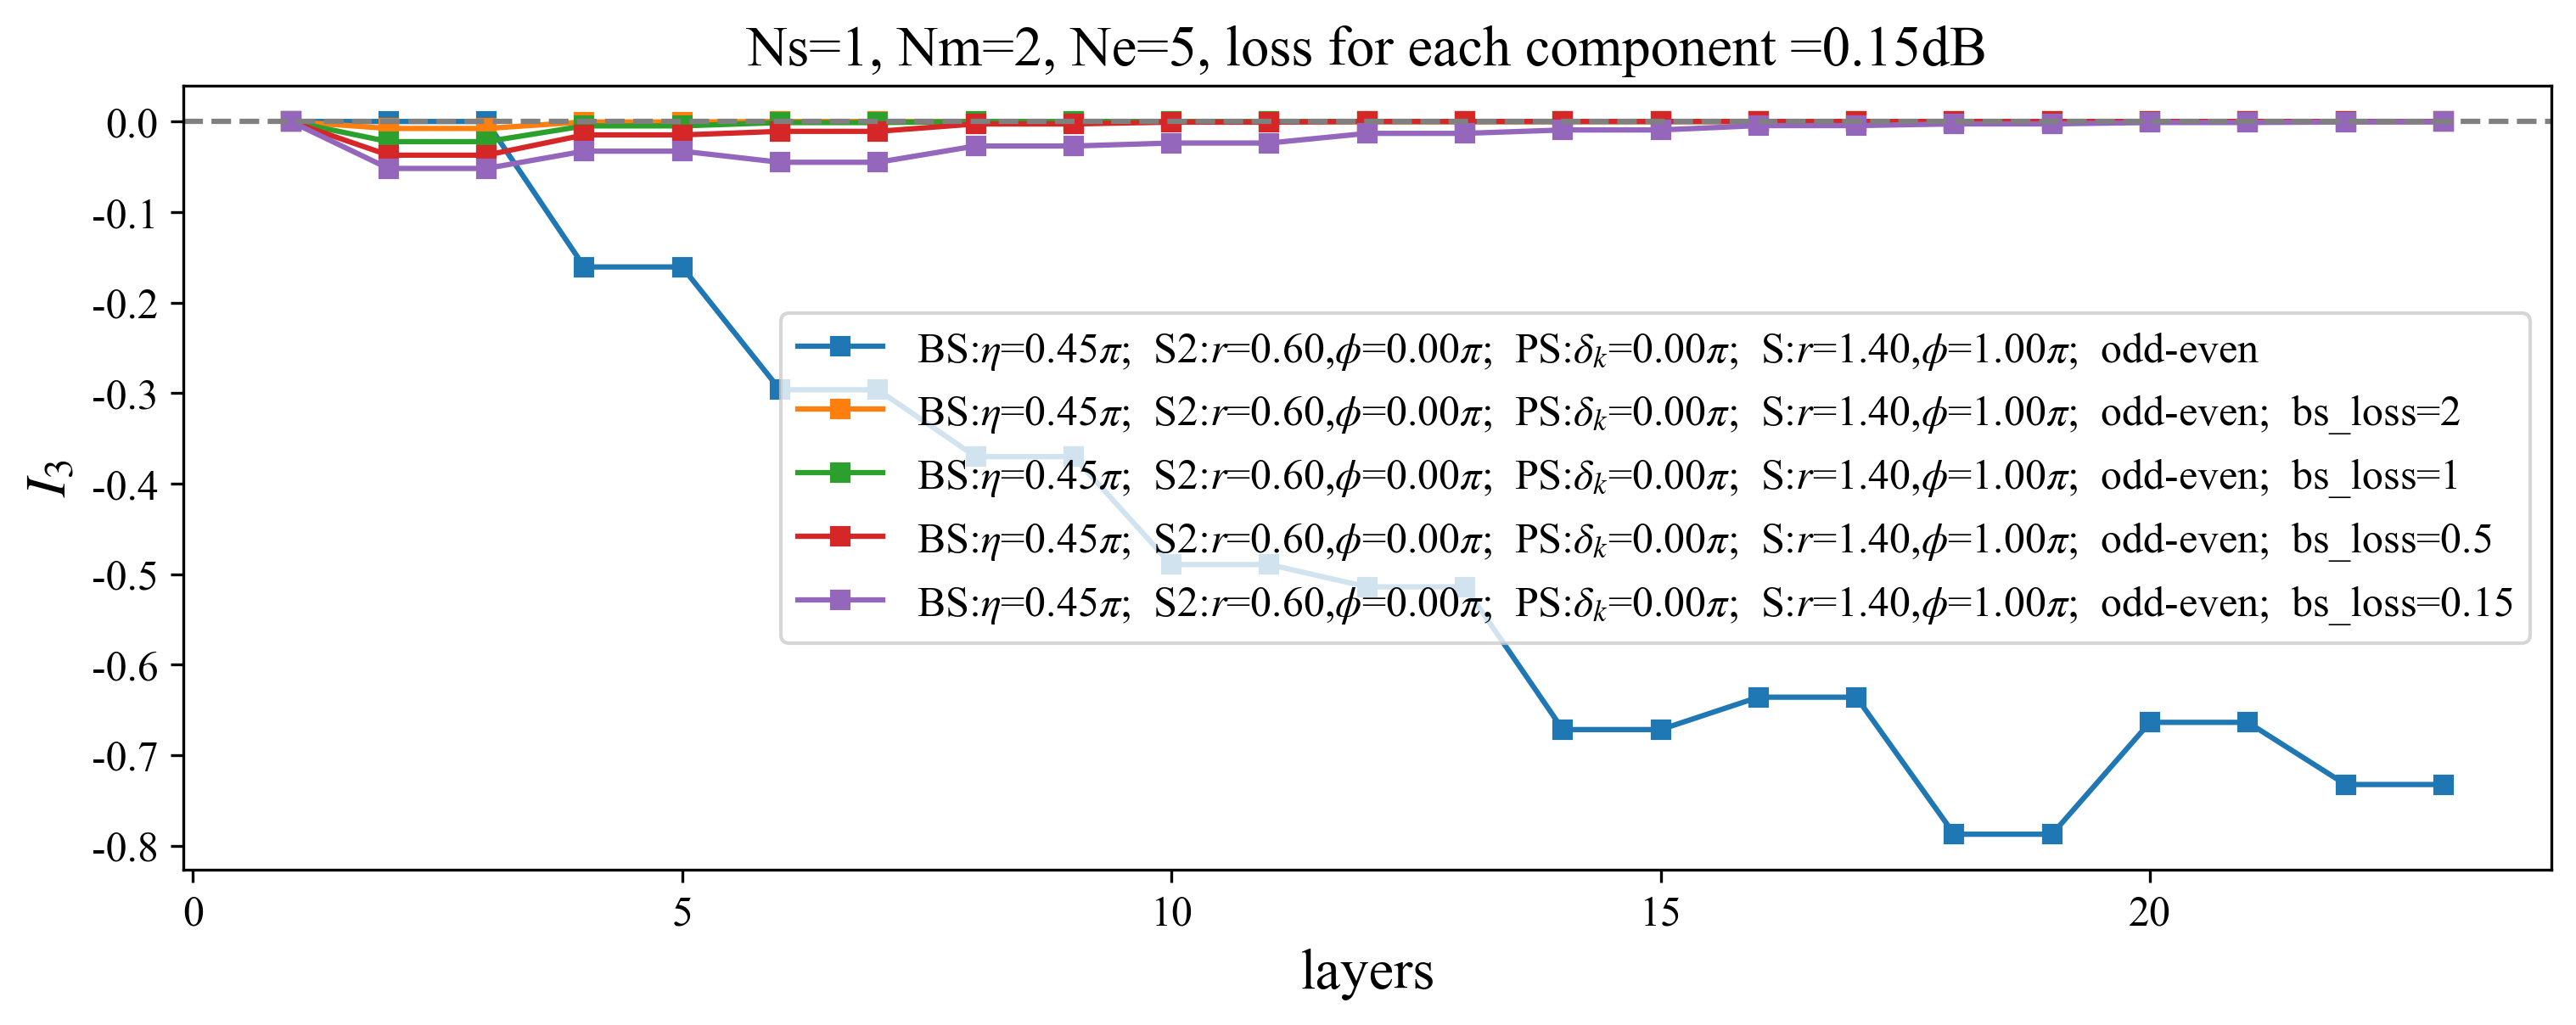 Ns=1, Nm=2, Ne=5, loss for each component =0.15dB
0.0
-0.1
-0.2
-0.3
-0.4
-0.5
-0.6
-0.7
-0.8
I₃
BS:η=0.45π; S2:r=0.60,ϕ=0.00π; PS:δₖ=0.00π; S:r=1.40,ϕ=1.00π; odd-even
BS:η=0.45π; S2:r=0.60,ϕ=0.00π; PS:δₖ=0.00π; S:r=1.40,ϕ=1.00π; odd-even; bs_loss=2
BS:η=0.45π; S2:r=0.60,ϕ=0.00π; PS:δₖ=0.00π; S:r=1.40,ϕ=1.00π; odd-even; bs_loss=1
BS:η=0.45π; S2:r=0.60,ϕ=0.00π; PS:δₖ=0.00π; S:r=1.40,ϕ=1.00π; odd-even; bs_loss=0.5
BS:η=0.45π; S2:r=0.60,ϕ=0.00π; PS:δₖ=0.00π; S:r=1.40,ϕ=1.00π; odd-even; bs_loss=0.15
0 5 10 15 20
layers